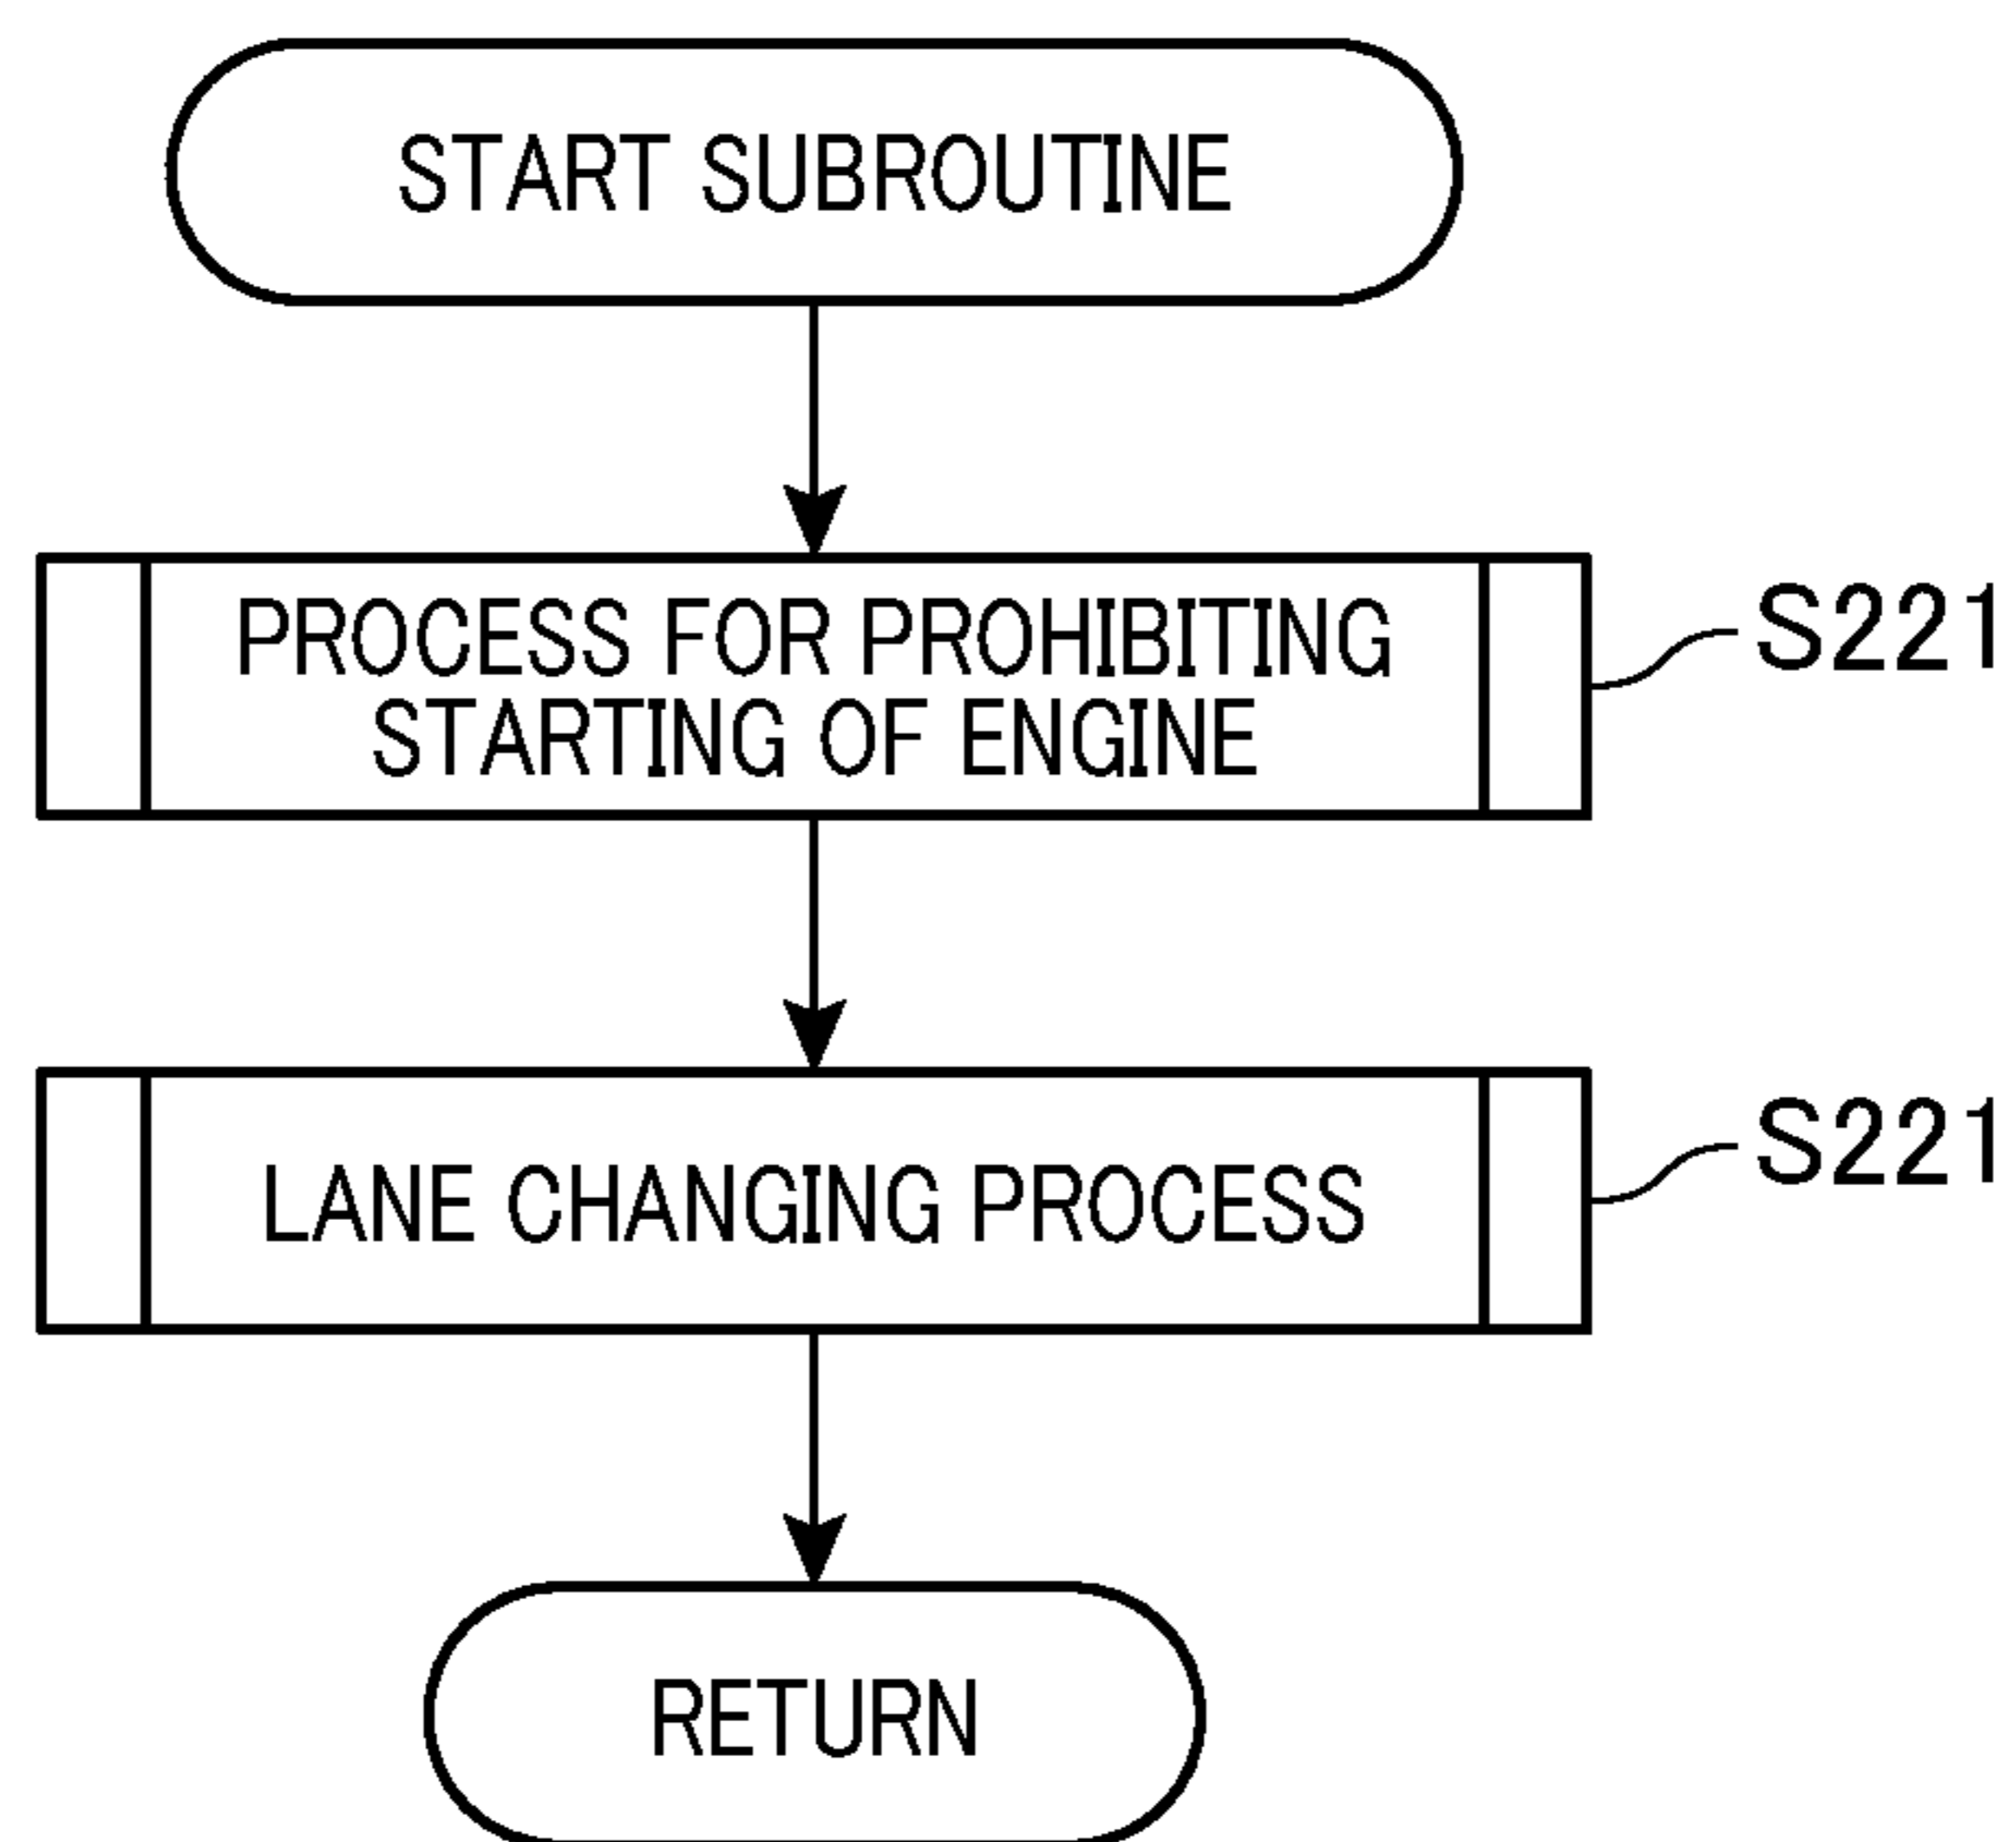 START SUBROUTINE
PROCESS FOR PROHIBITING
STARTING OF ENGINE
S221
LANE CHANGING PROCESS
S221
RETURN